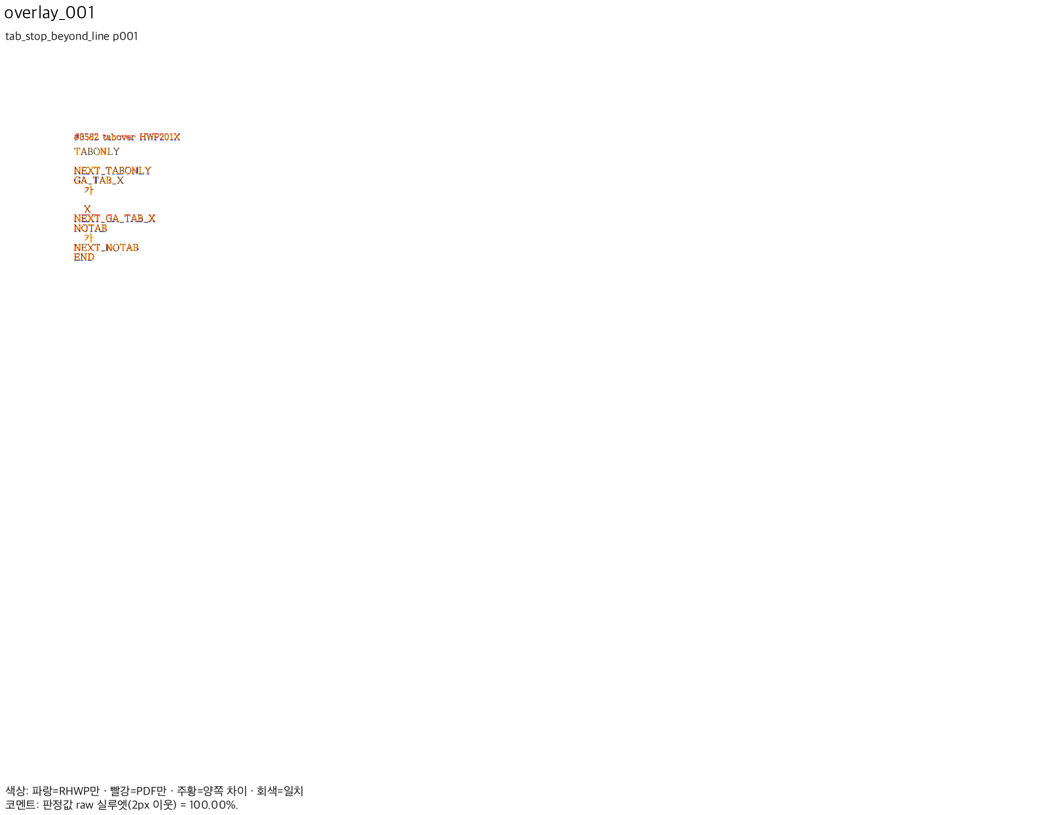 overlay_001
tab_stop_beyond_line p001
#3582 tabover HWP201X
TABONLY
NEXT_TABONLY
GA_TAB_X
가
X
NEXT_GA_TAB_X
NOTAB
가
NEXT_NOTAB
END
색상: 파랑=RHWP만 · 빨강=PDF만 · 주황=양쪽 차이 · 회색=일치
코멘트: 판정값 raw 실루엣(2px 이웃) = 100.00%.